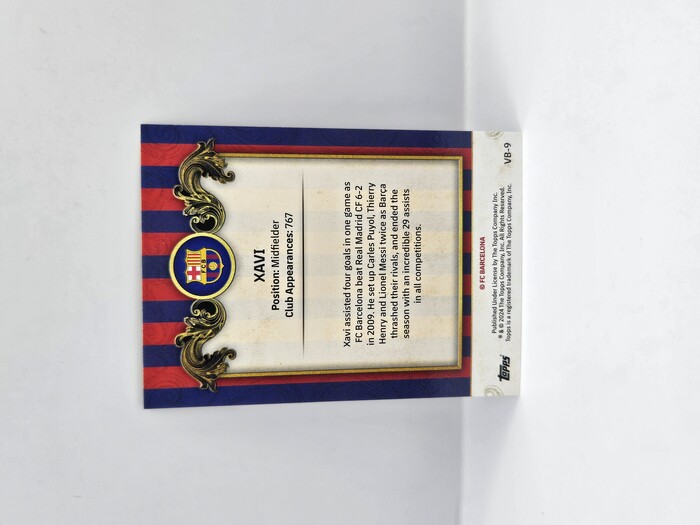 FCB
XAVI
Position: Midfielder
Club Appearances: 767
Xavi assisted four goals in one game as
FC Barcelona beat Real Madrid CF 6-2
in 2009. He set up Carles Puyol, Thierry
Henry and Lionel Messi twice as Barça
thrashed their rivals, and ended the
season with an incredible 29 assists
in all competitions.
© FC BARCELONA
Published Under License by The Topps Company Inc.
® & © 2024 The Topps Company, Inc. All Rights Reserved.
Topps is a registered trademark of The Topps Company, Inc.
Topps
VB-9